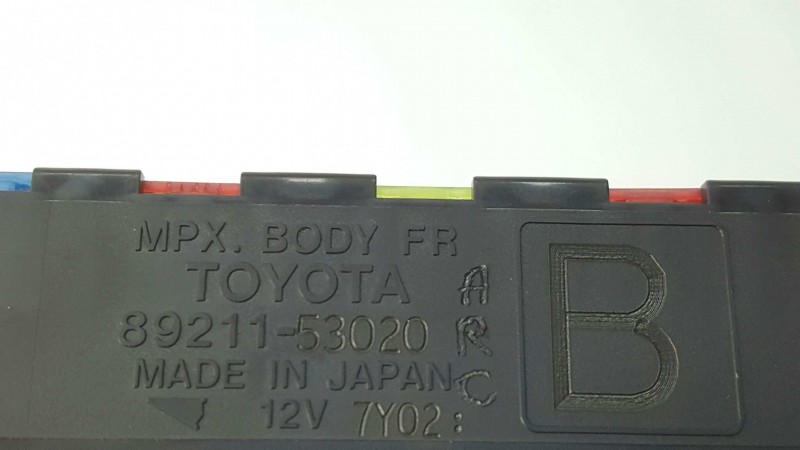 MPX. BODY FR
TOYOTA
89211-53020
MADE IN JAPAN
12V 7Y02:
A
R
C
B